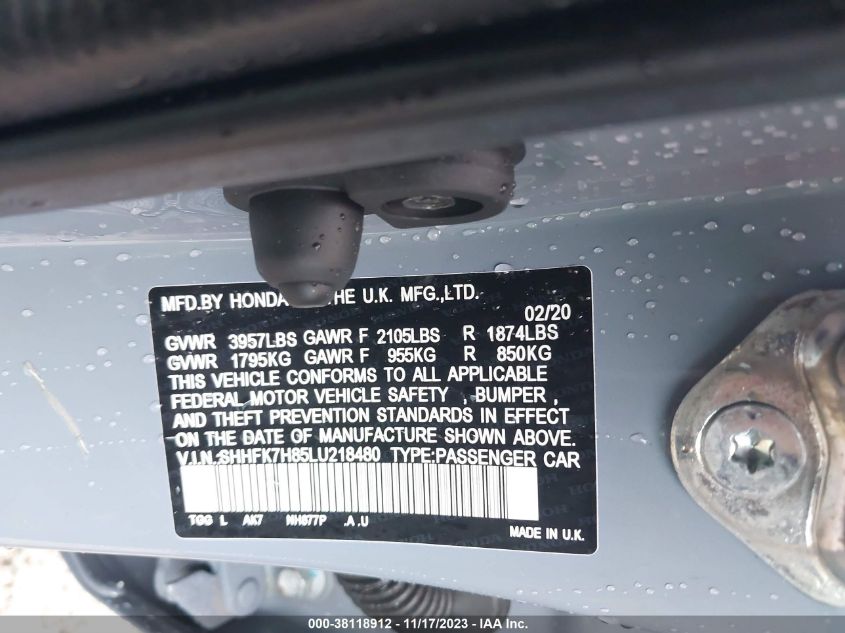 MFD.BY HONDA THE U.K. MFG.,LTD.
02/20
GVWR 3957LBS GAWR F 2105LBS R 1874LBS
GVWR 1795KG GAWR F 955KG R 850KG
THIS VEHICLE CONFORMS TO ALL APPLICABLE
FEDERAL MOTOR VEHICLE SAFETY , BUMPER ,
AND THEFT PREVENTION STANDARDS IN EFFECT
ON THE DATE OF MANUFACTURE SHOWN ABOVE.
V.I.N.:SHHFK7H85LU218480 TYPE:PASSENGER CAR
TGG L AK7 NH877P .A .U
MADE IN U.K.
000-38118912 - 11/17/2023 - IAA Inc.